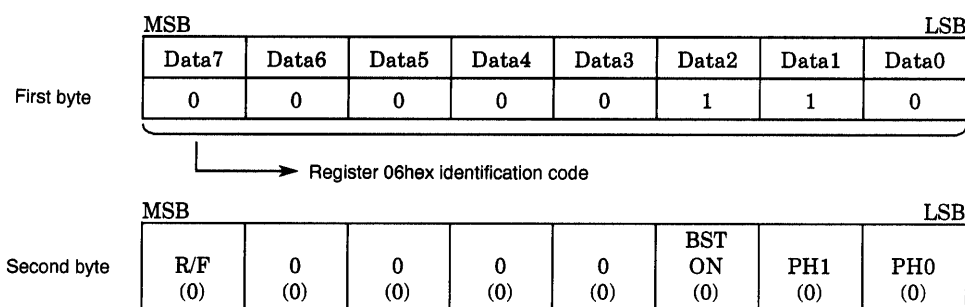 MSB LSB
Data7 Data6 Data5 Data4 Data3 Data2 Data1 Data0
First byte 0 0 0 0 0 1 1 0
Register 06hex identification code
MSB LSB
BST
Second byte R/F 0 0 0 0 ON PH1 PH0
(0) (0) (0) (0) (0) (0) (0) (0)